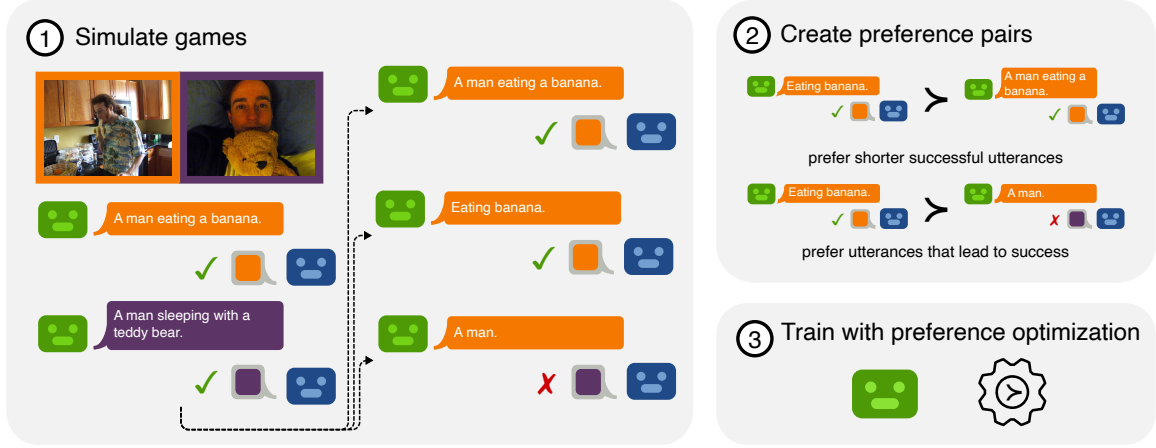 1 Simulate games
A man eating a banana.
A man sleeping with a
teddy bear.
A man eating a banana.
Eating banana.
A man.
2 Create preference pairs
Eating banana.
A man eating a
banana.
prefer shorter successful utterances
Eating banana.
A man.
prefer utterances that lead to success
3 Train with preference optimization